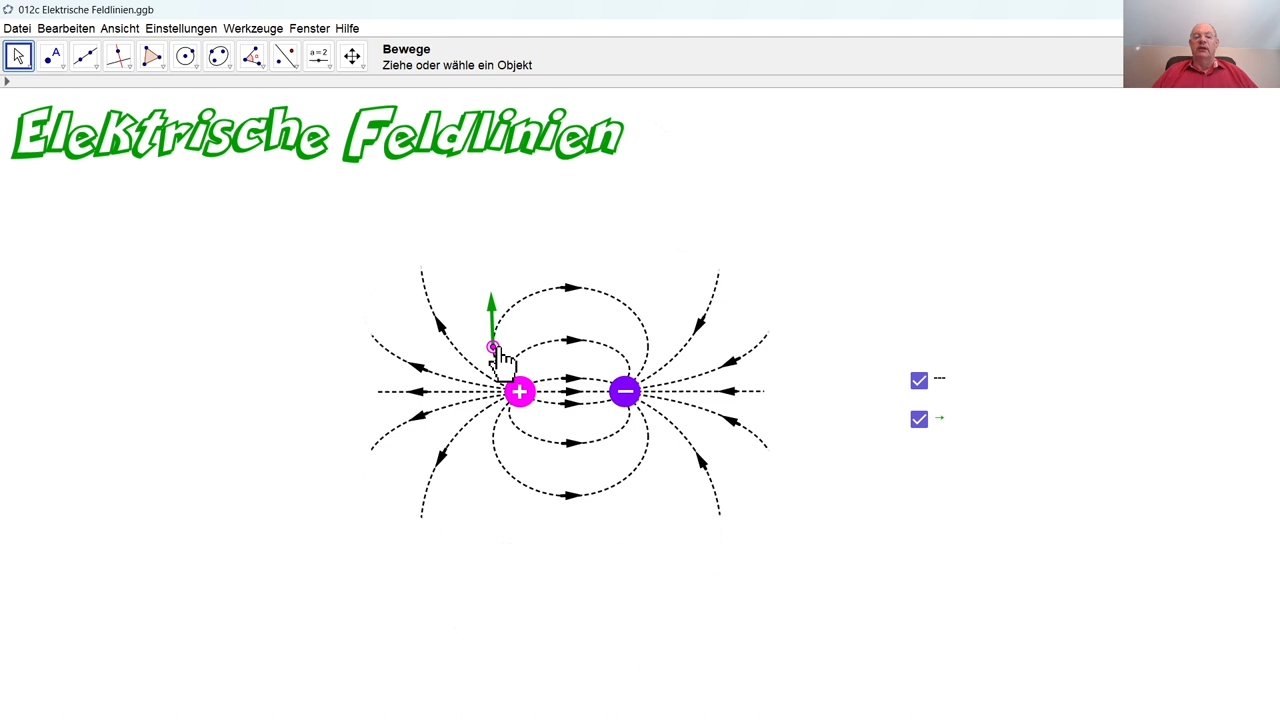 012c Elektrische Feldlinien.ggb
Datei Bearbeiten Ansicht Einstellungen Werkzeuge Fenster Hilfe
A
a=2
Bewege
Ziehe oder wähle ein Objekt
Elektrische Feldlinien
+ −
---
→